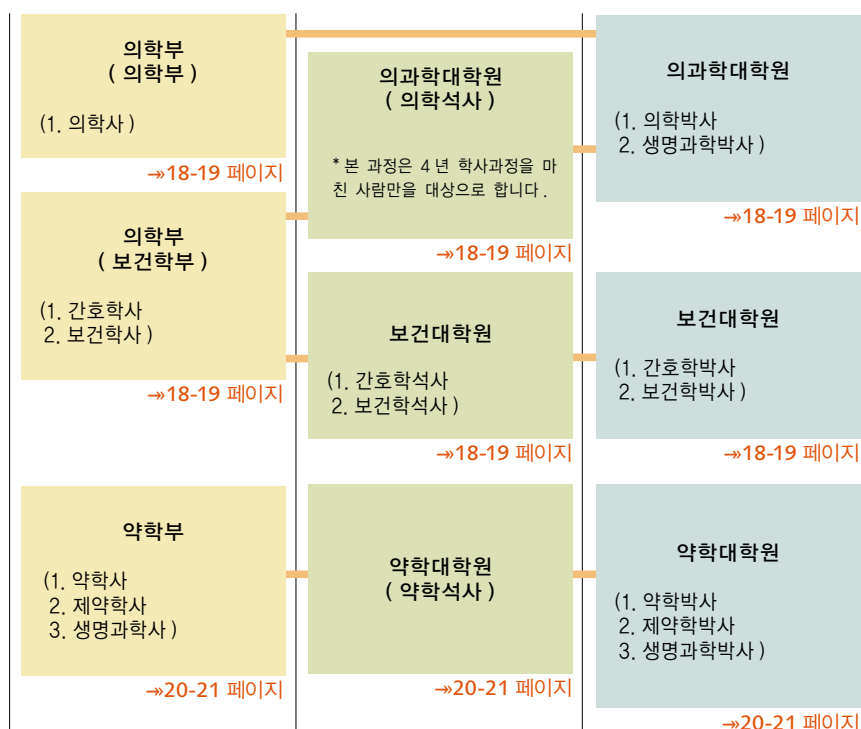 의학부
( 의학부 )
(1. 의학사 )
→»18-19 페이지
의학부
( 보건학부 )
(1. 간호학사
2. 보건학사 )
→»18-19 페이지
약학부
(1. 약학사
2. 제약학사
3. 생명과학사 )
→»20-21 페이지
의과학대학원
( 의학석사 )
* 본 과정은 4 년 학사과정을 마
친 사람만을 대상으로 합니다 .
→»18-19 페이지
보건대학원
(1. 간호학석사
2. 보건학석사 )
→»18-19 페이지
약학대학원
( 약학석사 )
→»20-21 페이지
의과학대학원
(1. 의학박사
2. 생명과학박사 )
→»18-19 페이지
보건대학원
(1. 간호학박사
2. 보건학박사 )
→»18-19 페이지
약학대학원
(1. 약학박사
2. 제약학박사
3. 생명과학박사 )
→»20-21 페이지